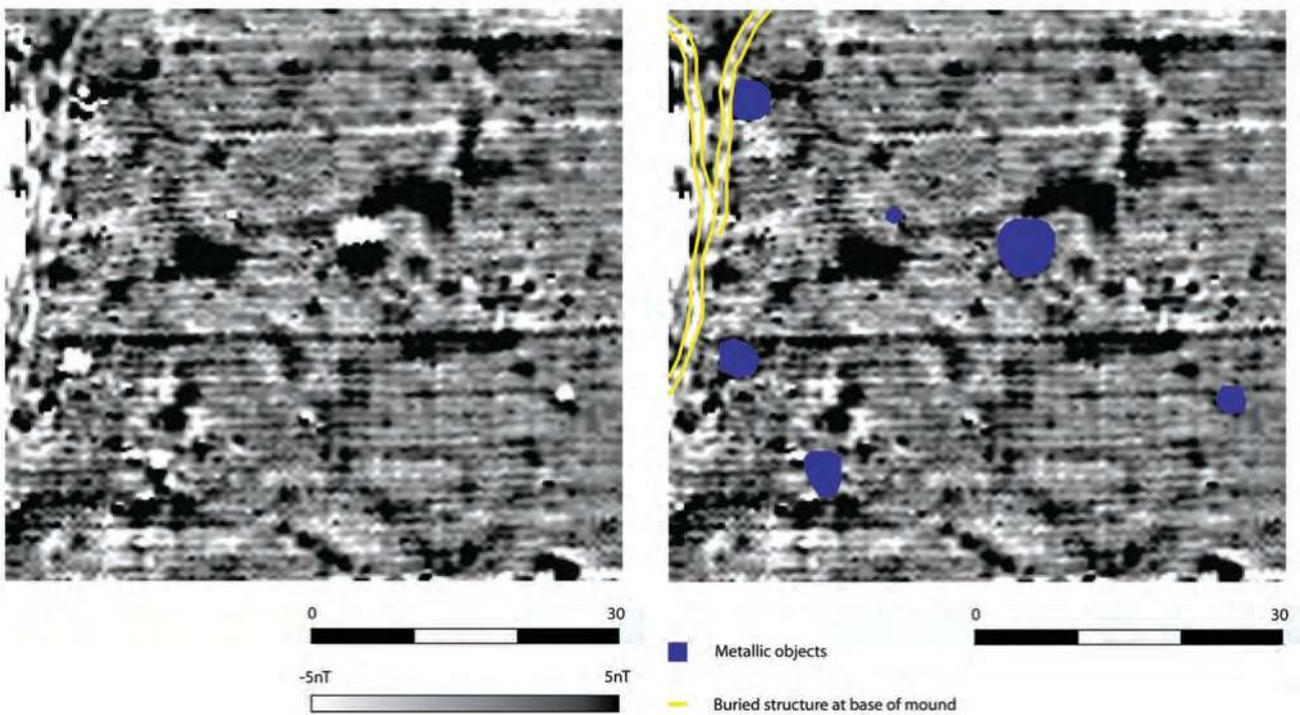 0 30
-5nT 5nT
0 30
Metallic objects
Buried structure at base of mound